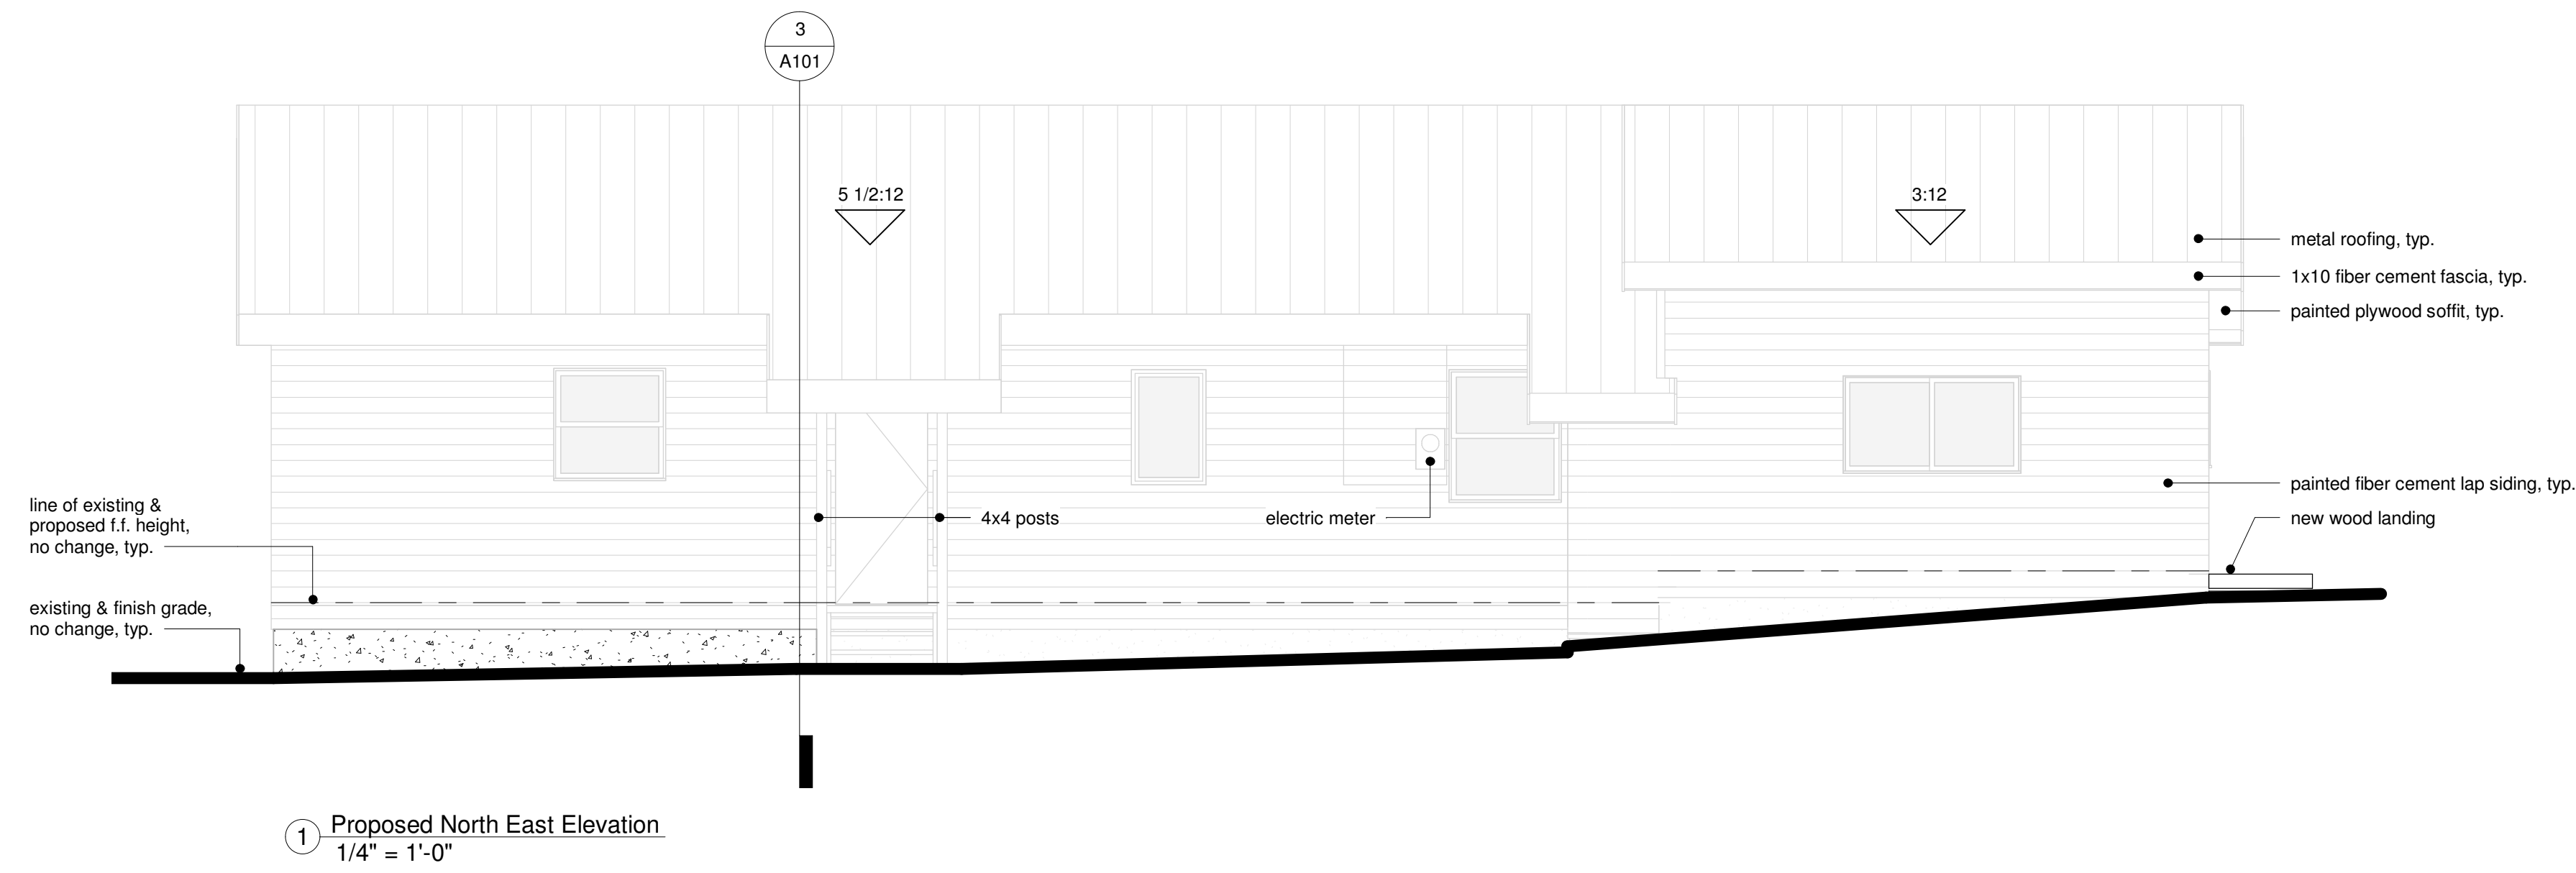 3
A101
5 1/2:12
3:12
metal roofing, typ.
1x10 fiber cement fascia, typ.
painted plywood soffit, typ.
painted fiber cement lap siding, typ.
new wood landing
line of existing &
proposed f.f. height,
no change, typ.
4x4 posts
electric meter
existing & finish grade,
no change, typ.
1
Proposed North East Elevation
1/4" = 1'-0"